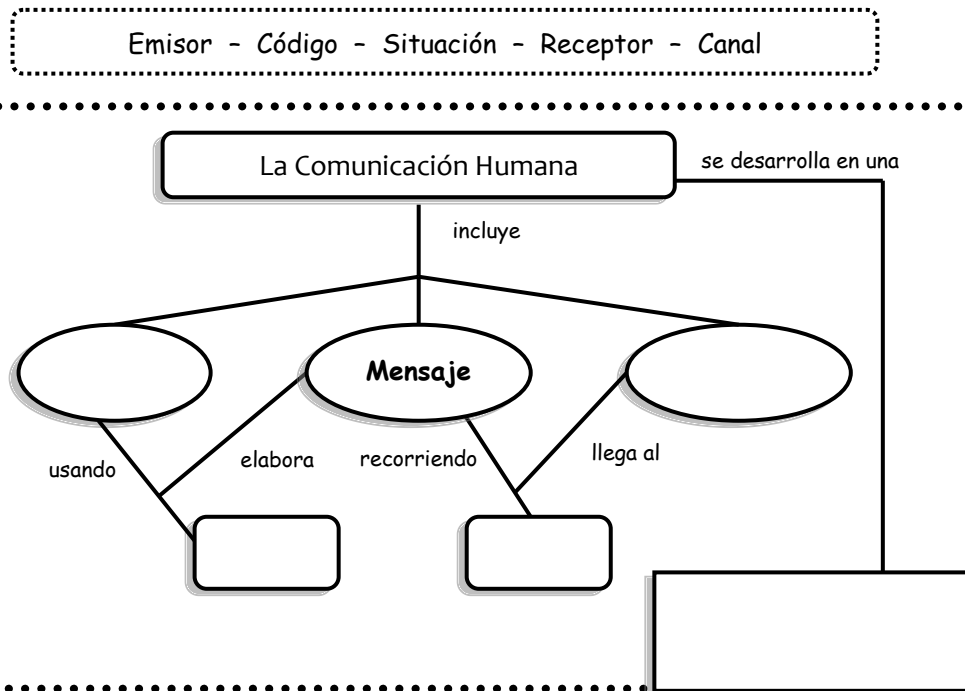 Emisor – Código – Situación – Receptor – Canal
La Comunicación Humana
se desarrolla en una
incluye
Mensaje
usando
elabora
recorriendo
llega al